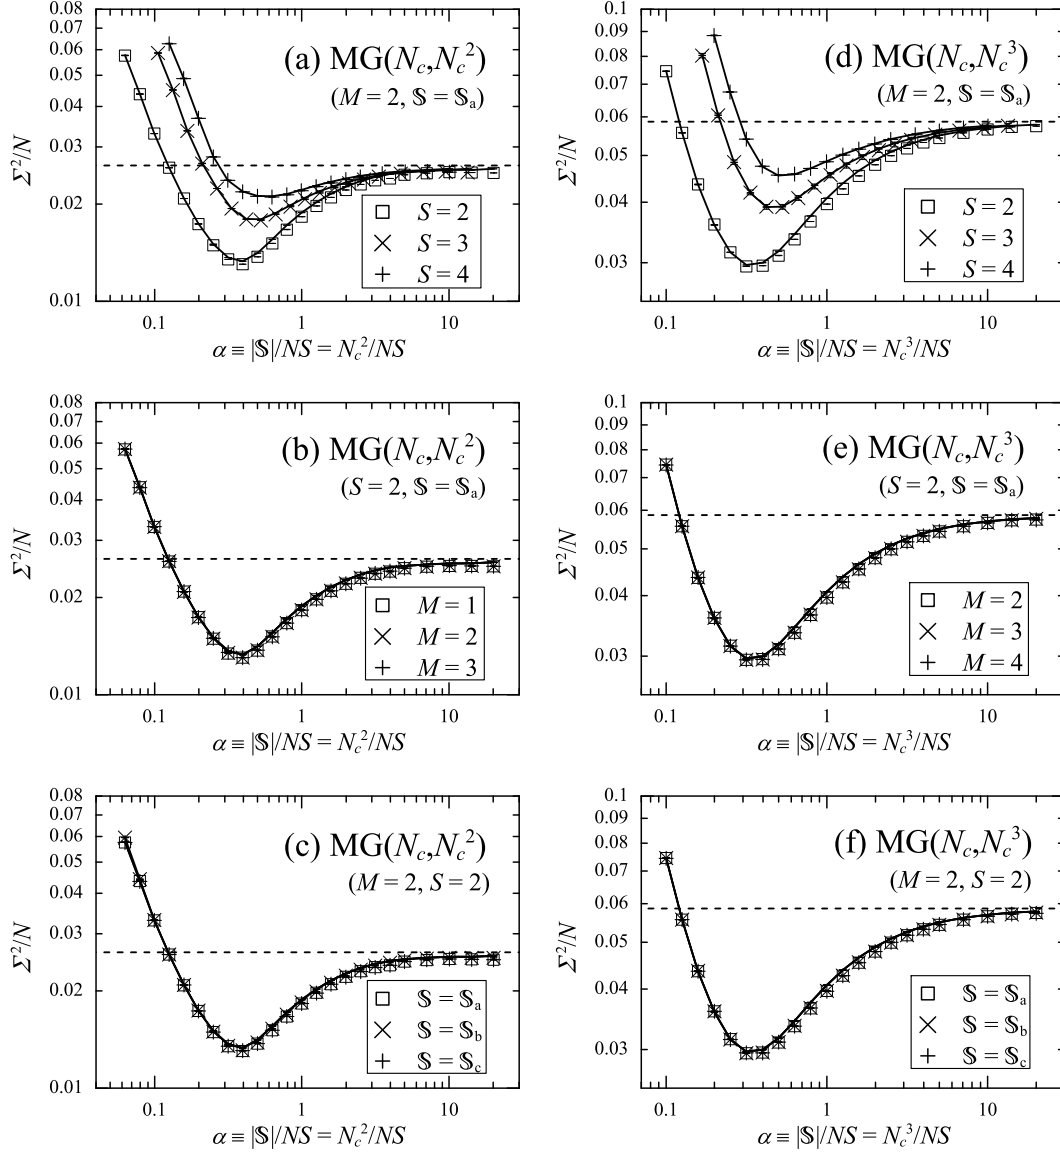 0.08
0.07
0.06
0.05
0.04
0.03
0.02
0.01
Σ²/N
(a) MG(N_c,N_c²)
(M = 2, 𝕊 = 𝕊_a)
S = 2
S = 3
S = 4
0.1 1 10
α ≡ |𝕊|/NS = N_c²/NS
0.1
0.09
0.08
0.07
0.06
0.05
0.04
0.03
Σ²/N
(d) MG(N_c,N_c³)
(M = 2, 𝕊 = 𝕊_a)
S = 2
S = 3
S = 4
0.1 1 10
α ≡ |𝕊|/NS = N_c³/NS
0.08
0.07
0.06
0.05
0.04
0.03
0.02
0.01
Σ²/N
(b) MG(N_c,N_c²)
(S = 2, 𝕊 = 𝕊_a)
M = 1
M = 2
M = 3
0.1 1 10
α ≡ |𝕊|/NS = N_c²/NS
0.1
0.09
0.08
0.07
0.06
0.05
0.04
0.03
Σ²/N
(e) MG(N_c,N_c³)
(S = 2, 𝕊 = 𝕊_a)
M = 2
M = 3
M = 4
0.1 1 10
α ≡ |𝕊|/NS = N_c³/NS
0.08
0.07
0.06
0.05
0.04
0.03
0.02
0.01
Σ²/N
(c) MG(N_c,N_c²)
(M = 2, S = 2)
𝕊 = 𝕊_a
𝕊 = 𝕊_b
𝕊 = 𝕊_c
0.1 1 10
α ≡ |𝕊|/NS = N_c²/NS
0.1
0.09
0.08
0.07
0.06
0.05
0.04
0.03
Σ²/N
(f) MG(N_c,N_c³)
(M = 2, S = 2)
𝕊 = 𝕊_a
𝕊 = 𝕊_b
𝕊 = 𝕊_c
0.1 1 10
α ≡ |𝕊|/NS = N_c³/NS